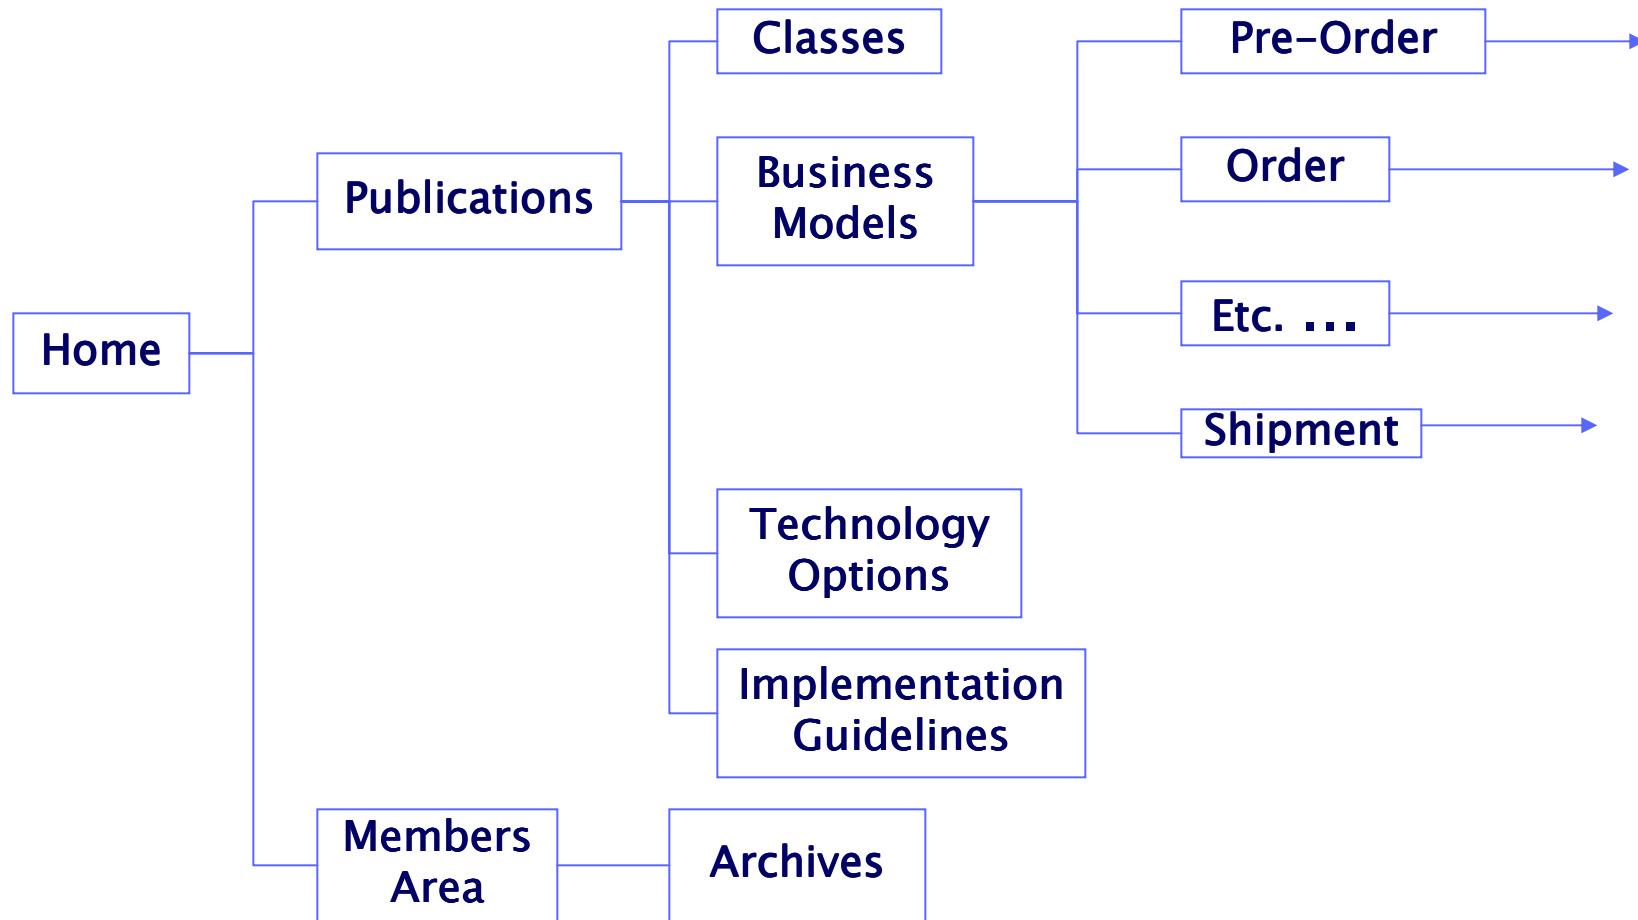 Home
Publications
Classes
Business
Models
Pre-Order
Order
Etc. ...
Shipment
Technology
Options
Implementation
Guidelines
Members
Area
Archives